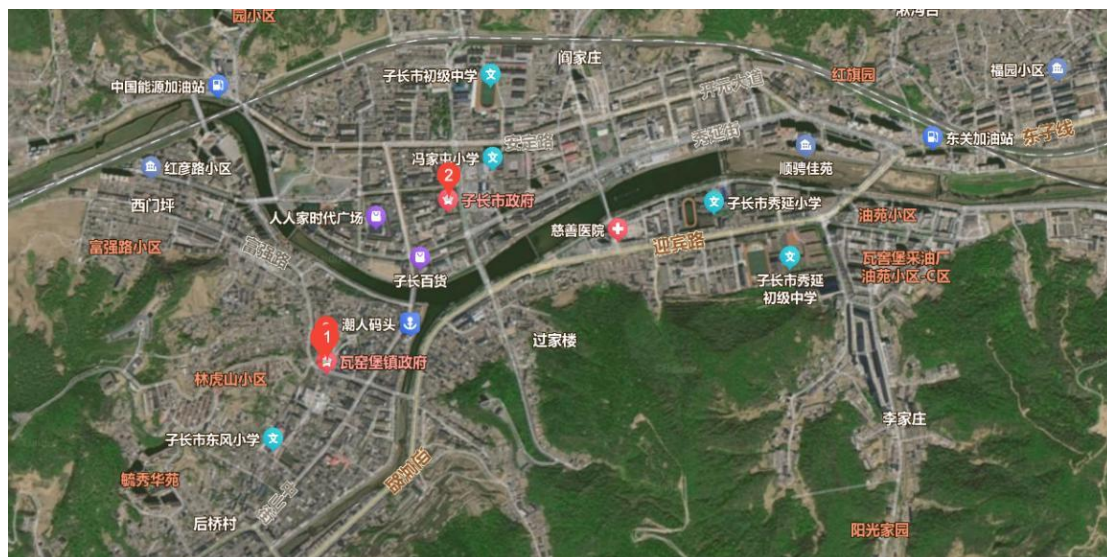 园小区
阎家庄
子长市初级中学
红旗园
福园小区
中国能源加油站
开元大道
安定路
秀延街
东关加油站
东子线
冯家屯小学
顺骋佳苑
红彦路小区
2
子长市政府
西门坪
人人家时代广场
子长市秀延小学
油苑小区
慈善医院
迎宾路
富强路小区
富强路
子长百货
子长市秀延
初级中学
瓦窑堡采油厂
油苑小区-C区
潮人码头
1
瓦窑堡镇政府
过家楼
林虎山小区
李家庄
子长市东风小学
毓秀华苑
后桥村
阳光家园